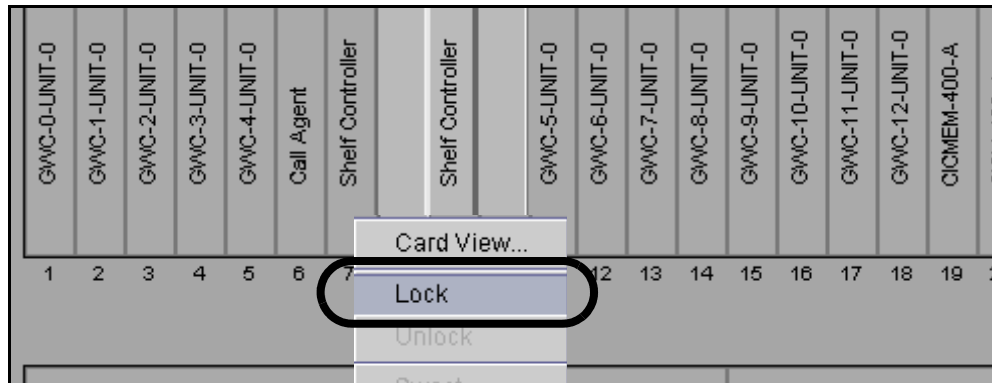 GWC-0-UNIT-0
GWC-1-UNIT-0
GWC-2-UNIT-0
GWC-3-UNIT-0
GWC-4-UNIT-0
Call Agent
Shelf Controller
Shelf Controller
GWC-5-UNIT-0
GWC-6-UNIT-0
GWC-7-UNIT-0
GWC-8-UNIT-0
GWC-9-UNIT-0
GWC-10-UNIT-0
GWC-11-UNIT-0
GWC-12-UNIT-0
CICMEM-400-A
1 2 3 4 5 6 7 12 13 14 15 16 17 18 19
Card View...
Lock
Unlock